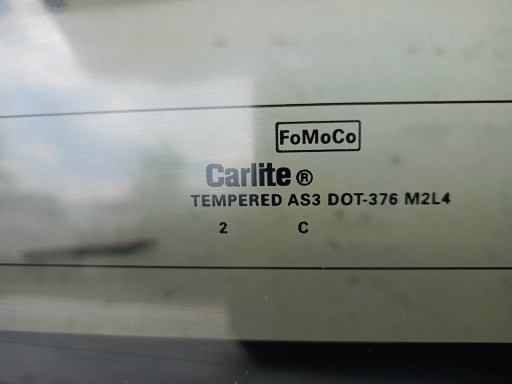 FoMoCo
Carlite ®
TEMPERED AS3 DOT-376 M2L4
2 C